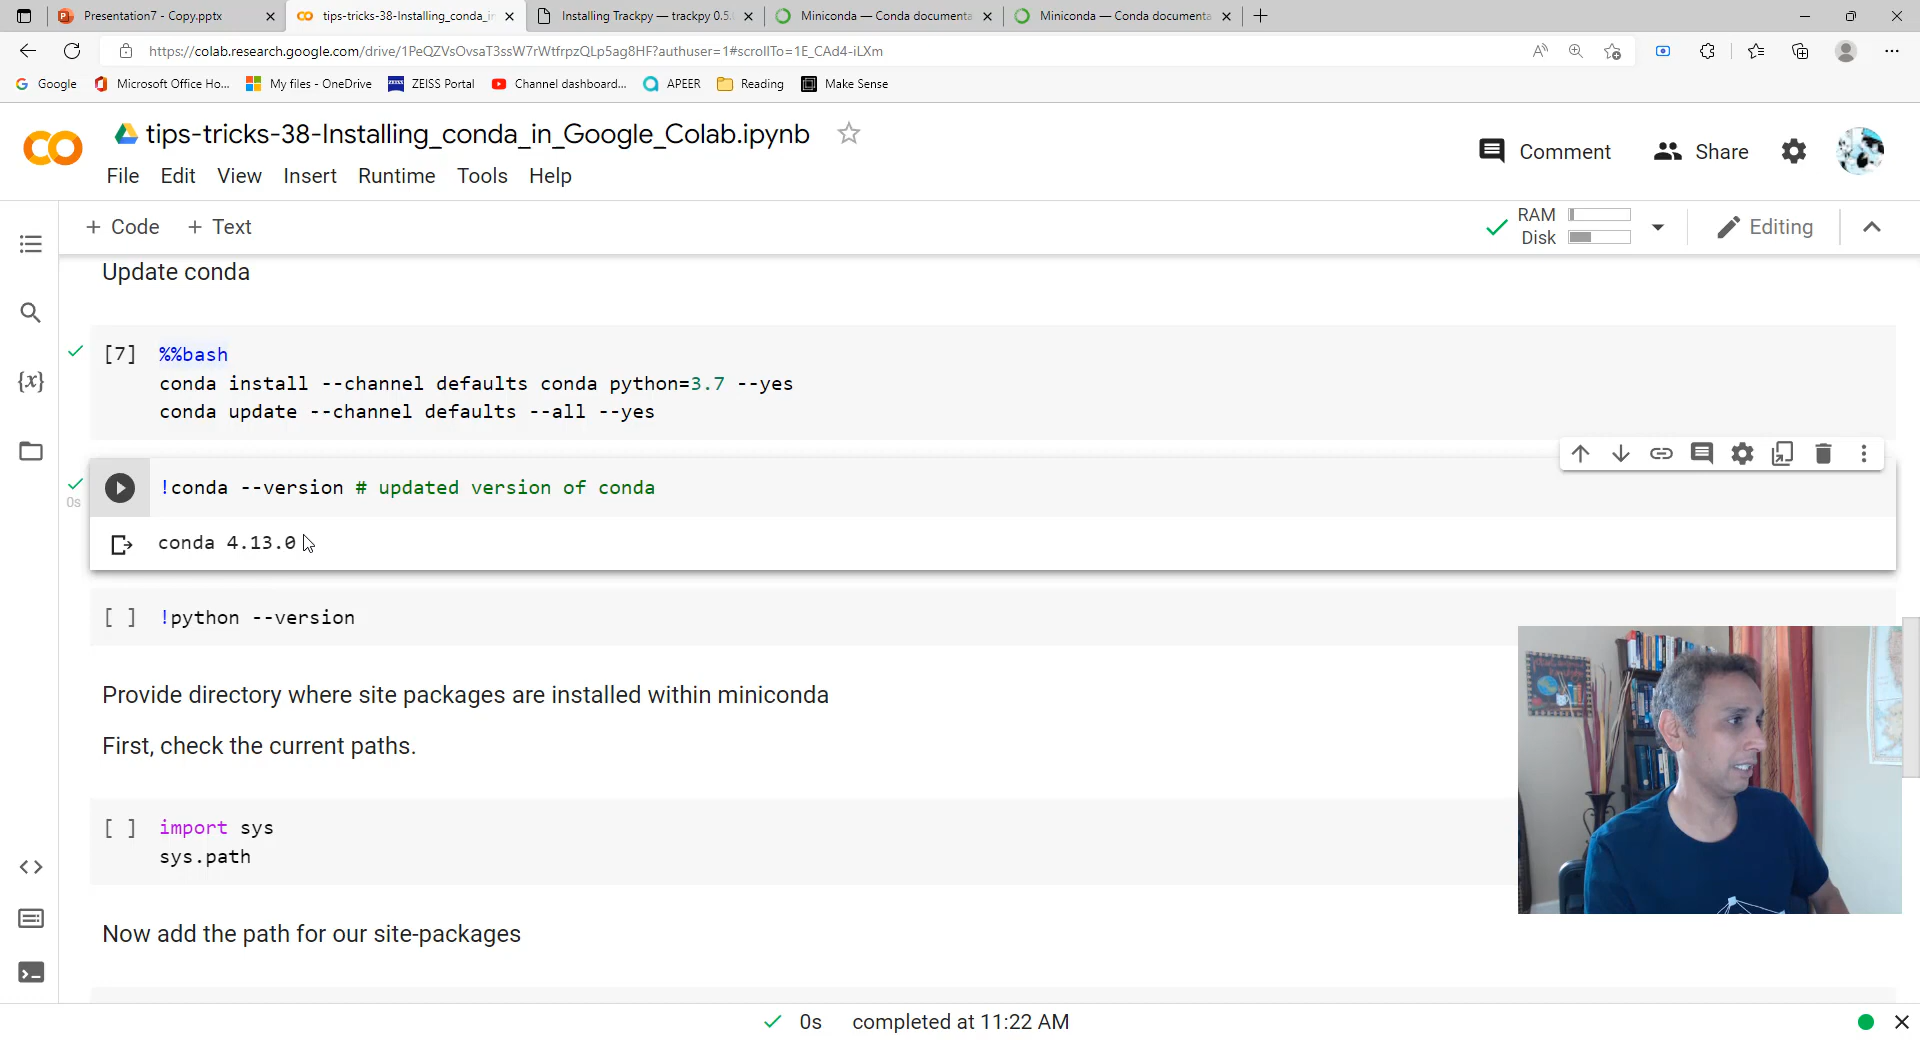 Presentation7 - Copy.pptx
tips-tricks-38-Installing_conda_in
Installing Trackpy — trackpy 0.5.
Miniconda — Conda documenta
Miniconda — Conda documenta
https://colab.research.google.com/drive/1PeQZVsOvsaT3ssW7rWtfrpzQLp5ag8HF?authuser=1#scrollTo=1E_CAd4-iLXm
Google
Microsoft Office Ho...
My files - OneDrive
ZEISS Portal
Channel dashboard...
APEER
Reading
Make Sense
tips-tricks-38-Installing_conda_in_Google_Colab.ipynb
Comment
Share
File Edit View Insert Runtime Tools Help
+ Code + Text
RAM
Disk
Editing
Update conda
[7] %%bash
conda install --channel defaults conda python=3.7 --yes
conda update --channel defaults --all --yes
!conda --version # updated version of conda
0s
conda 4.13.0
[ ] !python --version
Provide directory where site packages are installed within miniconda
First, check the current paths.
[ ] import sys
sys.path
Now add the path for our site-packages
0s completed at 11:22 AM